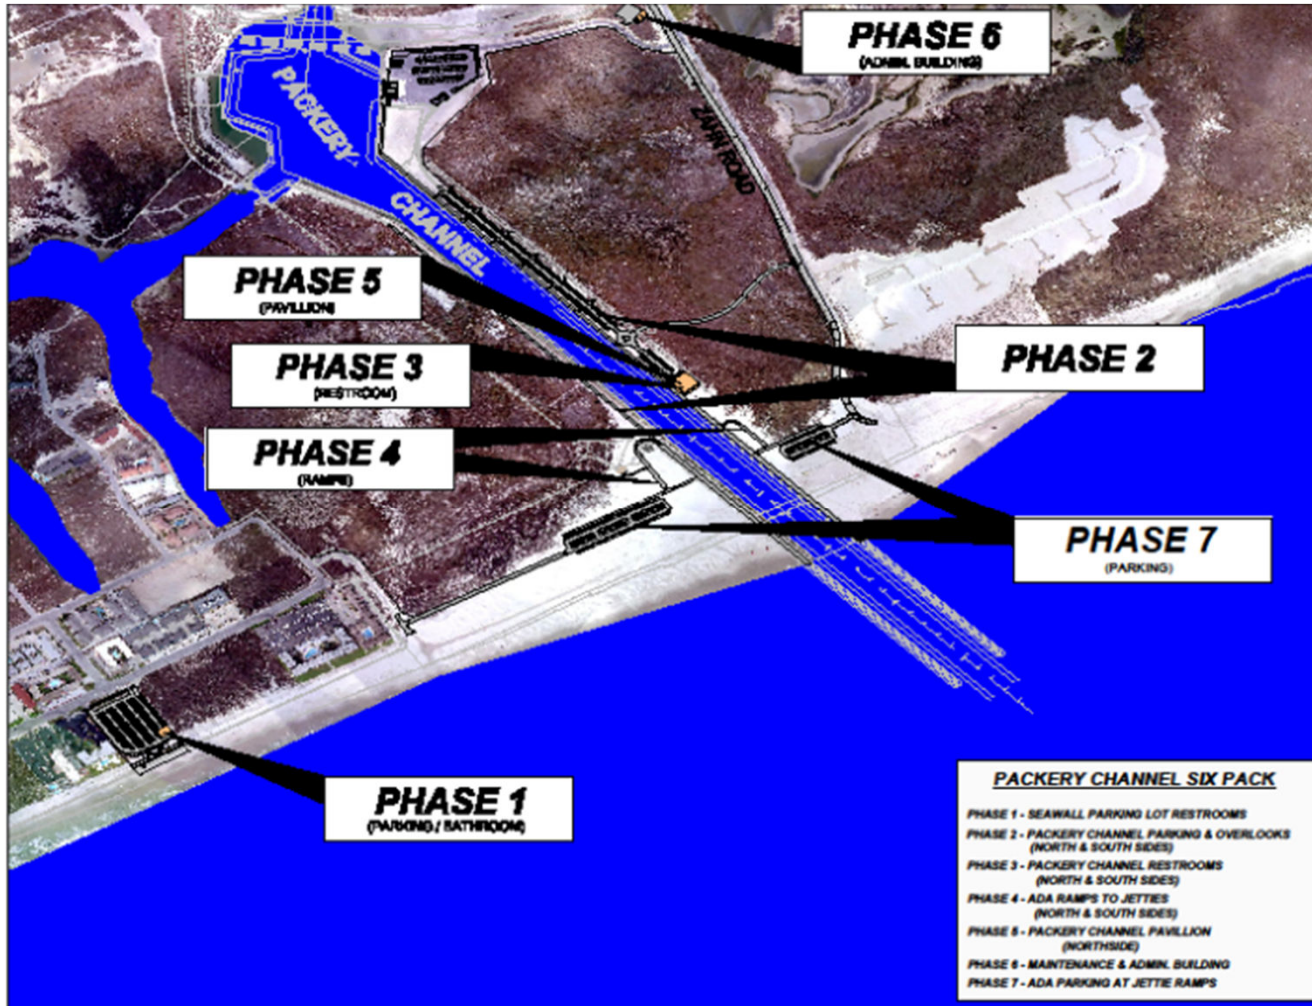 PHASE 6
(ADMIN. BUILDING)
PACKERY
ZAHN ROAD
CHANNEL
PHASE 5
(PAVILLION)
PHASE 3
(RESTROOM)
PHASE 2
PHASE 4
(RAMPS)
PHASE 7
(PARKING)
PHASE 1
(PARKING / BATHROOM)
PACKERY CHANNEL SIX PACK
PHASE 1 - SEAWALL PARKING LOT RESTROOMS
PHASE 2 - PACKERY CHANNEL PARKING & OVERLOOKS
(NORTH & SOUTH SIDES)
PHASE 3 - PACKERY CHANNEL RESTROOMS
(NORTH & SOUTH SIDES)
PHASE 4 - ADA RAMPS TO JETTIES
(NORTH & SOUTH SIDES)
PHASE 5 - PACKERY CHANNEL PAVILLION
(NORTHSIDE)
PHASE 6 - MAINTENANCE & ADMIN. BUILDING
PHASE 7 - ADA PARKING AT JETTIE RAMPS